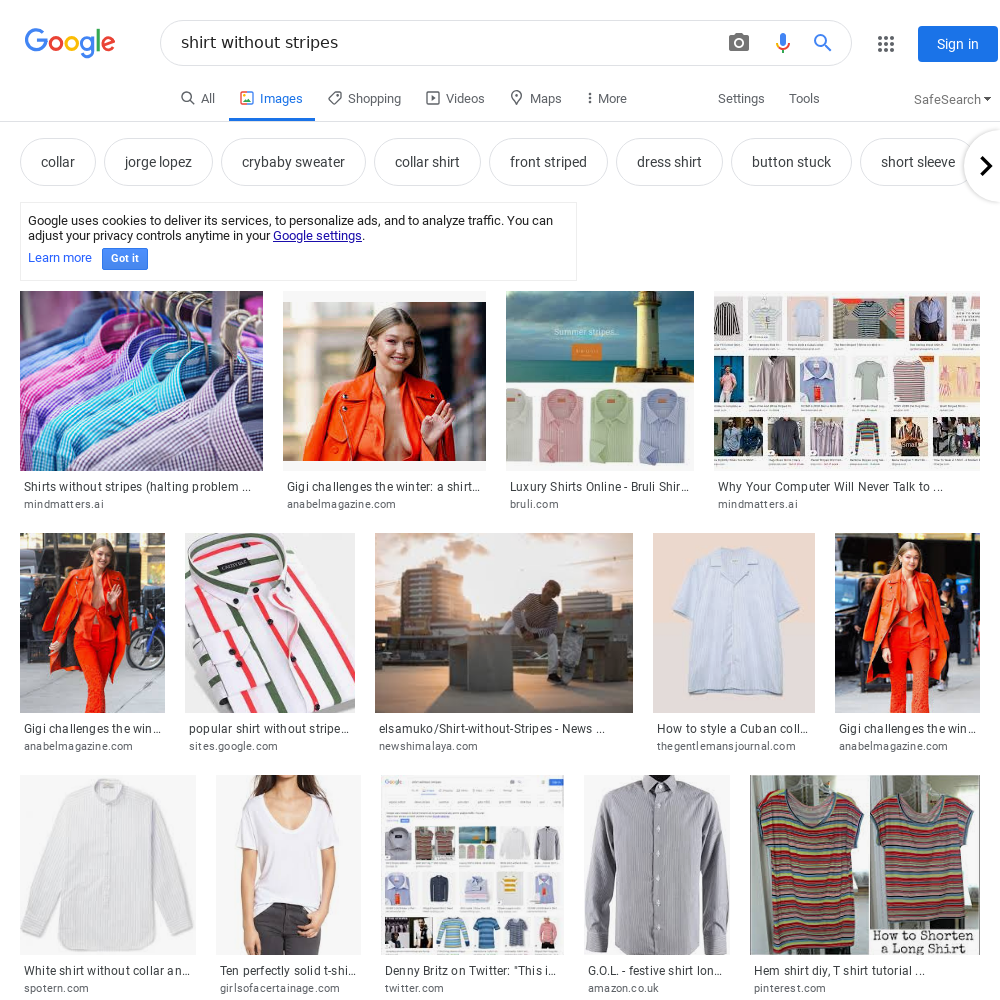 Google
shirt without stripes
Sign in
All
Images
Shopping
Videos
Maps
More
Settings
Tools
SafeSearch
collar
jorge lopez
crybaby sweater
collar shirt
front striped
dress shirt
button stuck
short sleeve
Google uses cookies to deliver its services, to personalize ads, and to analyze traffic. You can
adjust your privacy controls anytime in your Google settings.
Learn more
Got it
Summer stripes..
Small
Shirts without stripes (halting problem ...
mindmatters.ai
Gigi challenges the winter: a shirt...
anabelmagazine.com
Luxury Shirts Online - Bruli Shir...
bruli.com
Why Your Computer Will Never Talk to ...
mindmatters.ai
Gigi challenges the win...
anabelmagazine.com
popular shirt without stripe...
sites.google.com
elsamuko/Shirt-without-Stripes - News ...
newshimalaya.com
How to style a Cuban coll...
thegentlemansjournal.com
Gigi challenges the win...
anabelmagazine.com
How to Shorten
a Long Shirt
White shirt without collar an...
spotern.com
Ten perfectly solid t-shi...
girlsofacertainage.com
Denny Britz on Twitter: "This i...
twitter.com
G.O.L. - festive shirt lon...
amazon.co.uk
Hem shirt diy, T shirt tutorial ...
pinterest.com